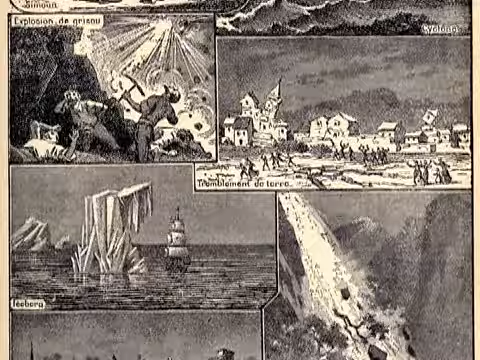 Simoun
Cyclone
Explosion de grisou
Tremblement de terre
Iceberg